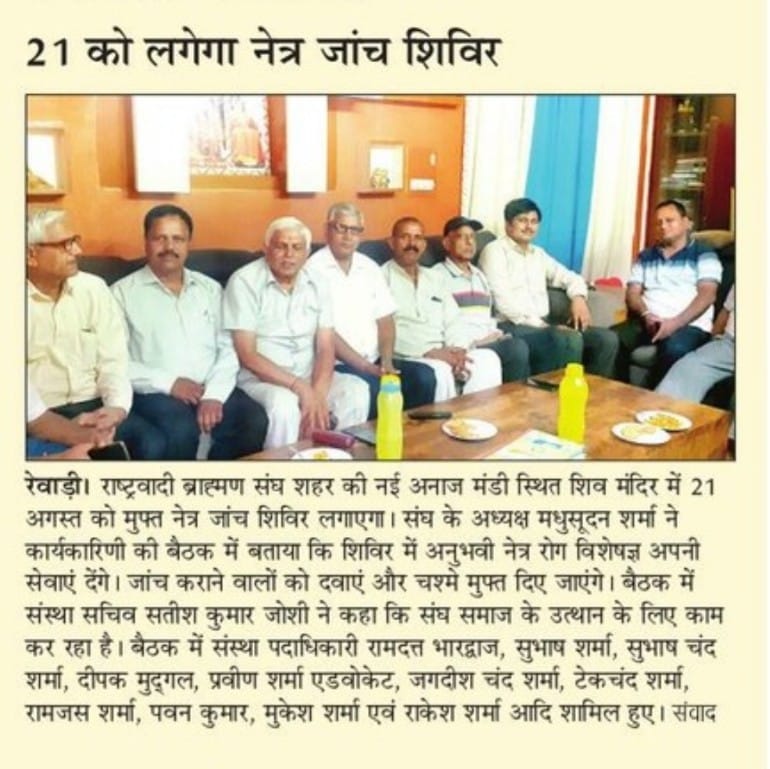 21 को लगेगा नेत्र जांच शिविर
रेवाड़ी। राष्ट्रवादी ब्राह्मण संघ शहर की नई अनाज मंडी स्थित शिव मंदिर में 21
अगस्त को मुफ्त नेत्र जांच शिविर लगाएगा। संघ के अध्यक्ष मधुसूदन शर्मा ने
कार्यकारिणी की बैठक में बताया कि शिविर में अनुभवी नेत्र रोग विशेषज्ञ अपनी
सेवाएं देंगे। जांच कराने वालों को दवाएं और चश्मे मुफ्त दिए जाएंगे। बैठक में
संस्था सचिव सतीश कुमार जोशी ने कहा कि संघ समाज के उत्थान के लिए काम
कर रहा है। बैठक में संस्था पदाधिकारी रामदत्त भारद्वाज, सुभाष शर्मा, सुभाष चंद
शर्मा, दीपक मुद्गल, प्रवीण शर्मा एडवोकेट, जगदीश चंद शर्मा, टेकचंद शर्मा,
रामजस शर्मा, पवन कुमार, मुकेश शर्मा एवं राकेश शर्मा आदि शामिल हुए। संवाद